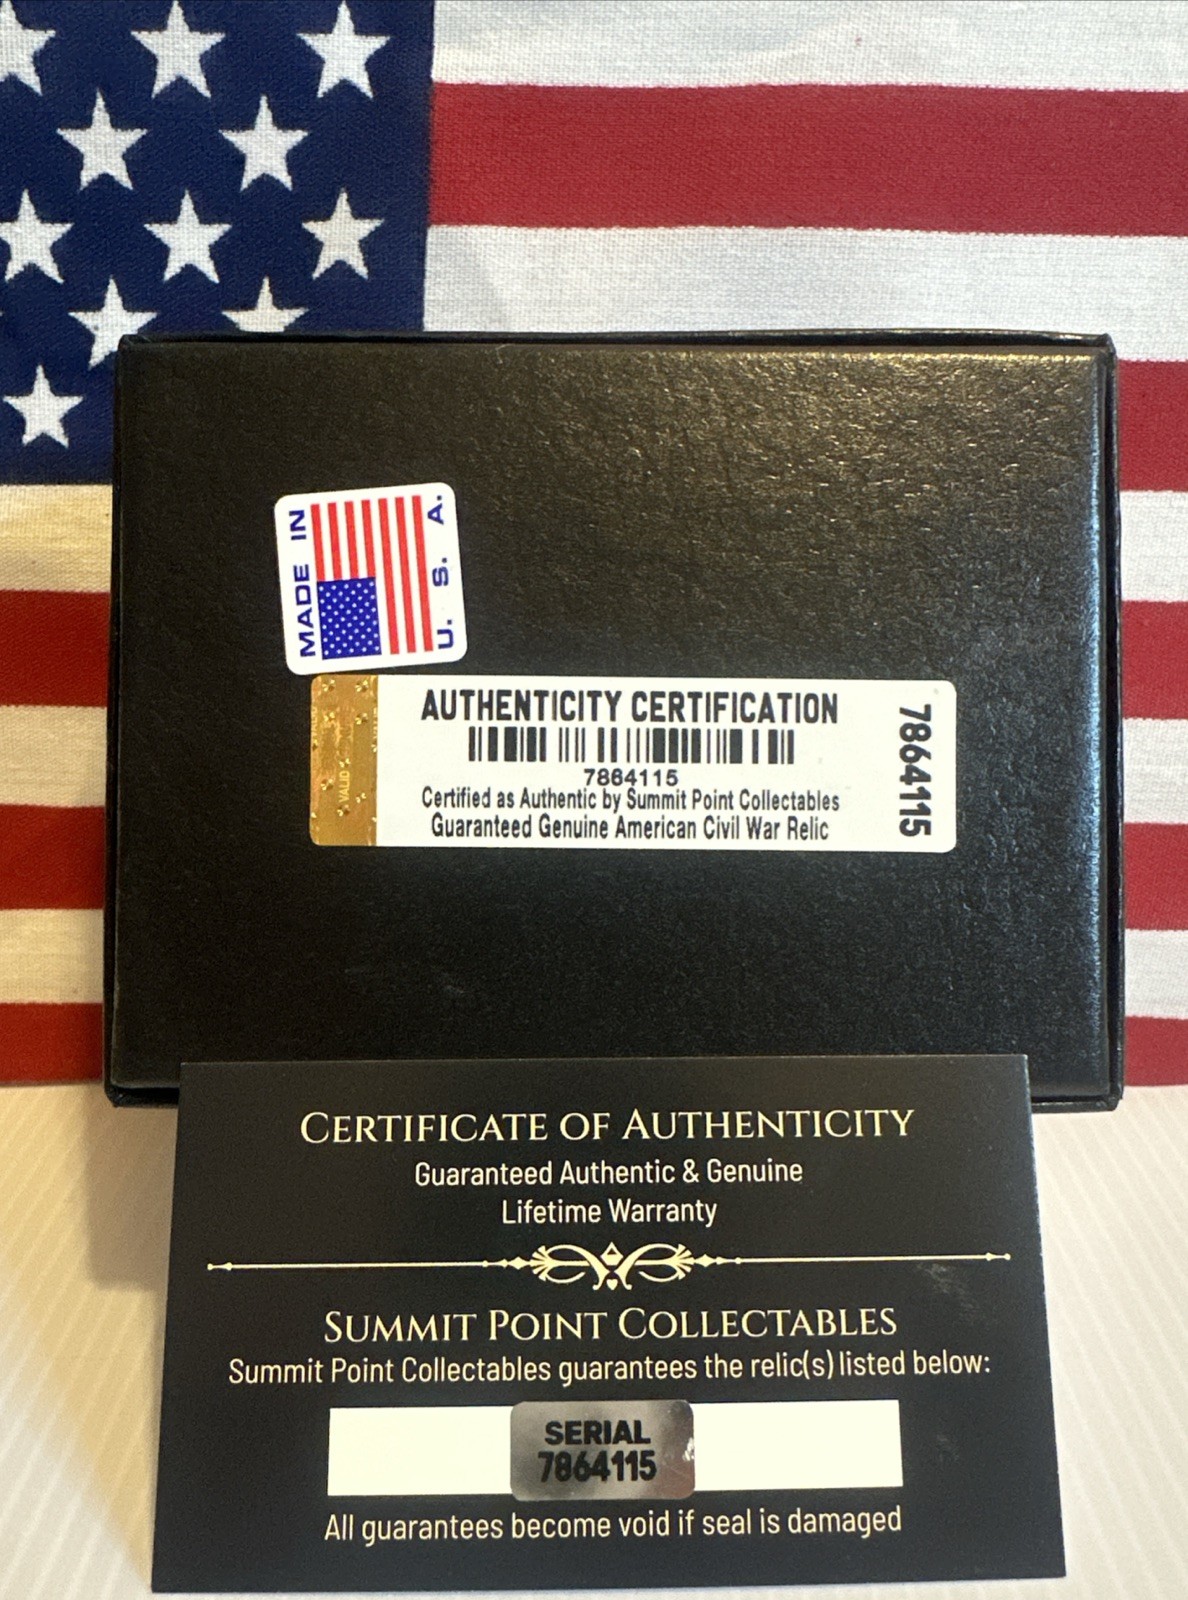 MADE IN
U. S. A.
VALID
AUTHENTICITY CERTIFICATION
7864115
Certified as Authentic by Summit Point Collectables
Guaranteed Genuine American Civil War Relic
7864115
CERTIFICATE OF AUTHENTICITY
Guaranteed Authentic & Genuine
Lifetime Warranty
SUMMIT POINT COLLECTABLES
Summit Point Collectables guarantees the relic(s) listed below:
SERIAL
7864115
All guarantees become void if seal is damaged